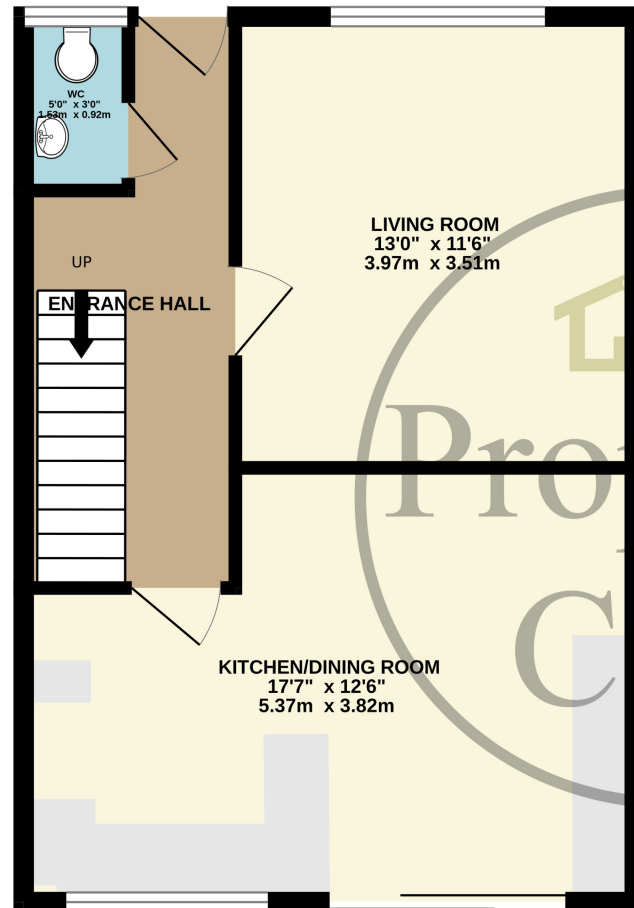 WC
5'0" x 3'0"
1.53m x 0.92m
LIVING ROOM
13'0" x 11'6"
3.97m x 3.51m
UP
ENTRANCE HALL
KITCHEN/DINING ROOM
17'7" x 12'6"
5.37m x 3.82m